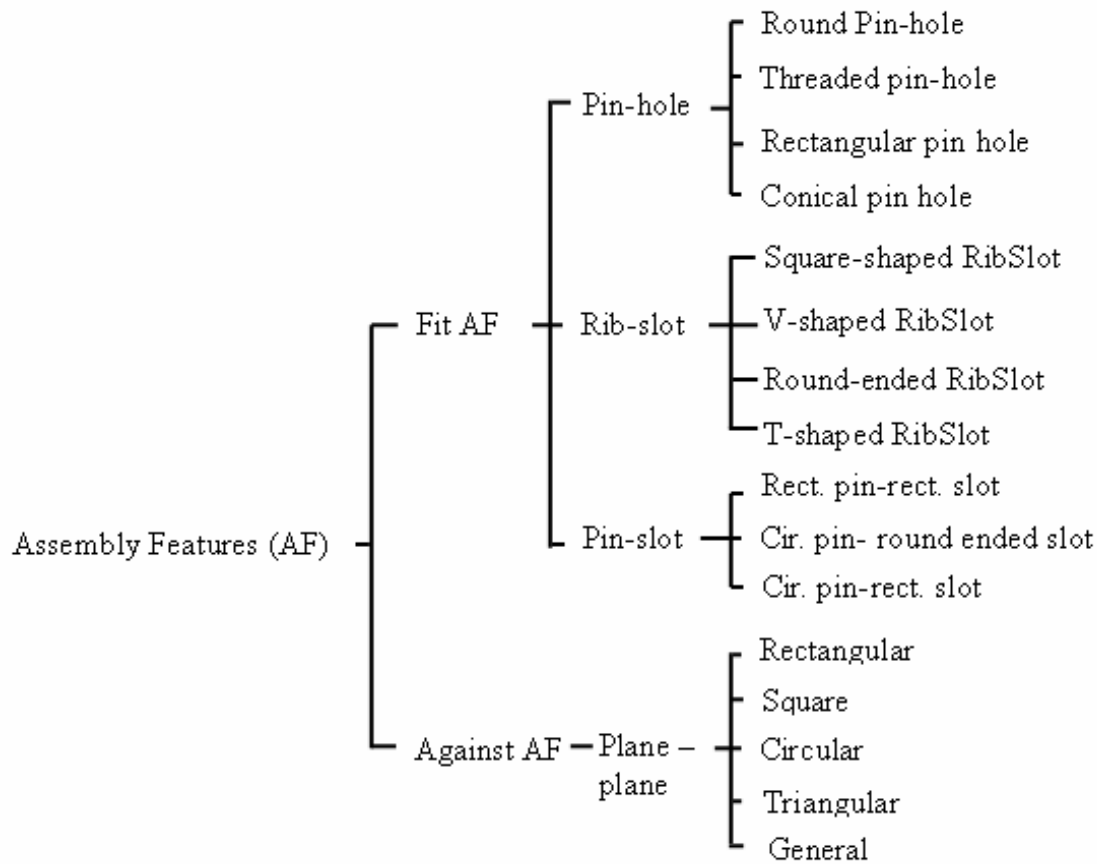 Round Pin-hole
Threaded pin-hole
Pin-hole
Rectangular pin hole
Conical pin hole
Square-shaped RibSlot
Fit AF
Rib-slot
V-shaped RibSlot
Round-ended RibSlot
T-shaped RibSlot
Rect. pin-rect. slot
Assembly Features (AF)
Pin-slot
Cir. pin- round ended slot
Cir. pin-rect. slot
Rectangular
Square
Against AF
Plane –
plane
Circular
Triangular
General